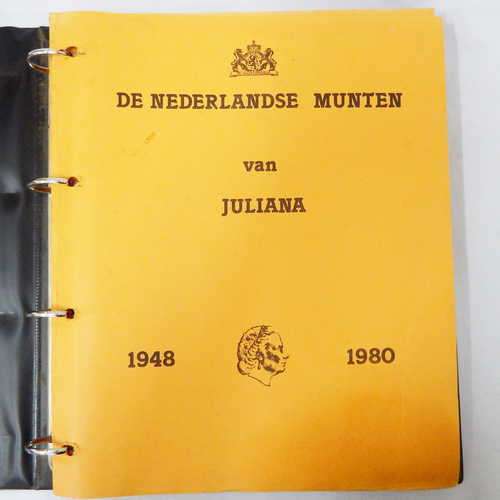 DE NEDERLANDSE MUNTEN
van
JULIANA
1948 1980